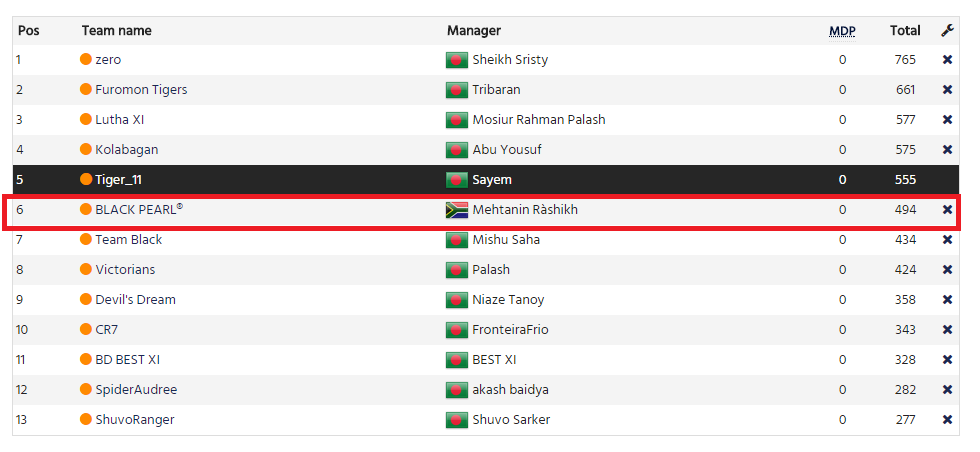 Pos Team name Manager MDP Total
1 zero Sheikh Sristy 0 765
2 Furomon Tigers Tribaran 0 661
3 Lutha XI Mosiur Rahman Palash 0 577
4 Kolabagan Abu Yousuf 0 575
5 Tiger_11 Sayem 0 555
6 BLACK PEARL® Mehtanin Ràshikh 0 494
7 Team Black Mishu Saha 0 434
8 Victorians Palash 0 424
9 Devil's Dream Niaze Tanoy 0 358
10 CR7 FronteiraFrio 0 343
11 BD BEST XI BEST XI 0 328
12 SpiderAudree akash baidya 0 282
13 ShuvoRanger Shuvo Sarker 0 277